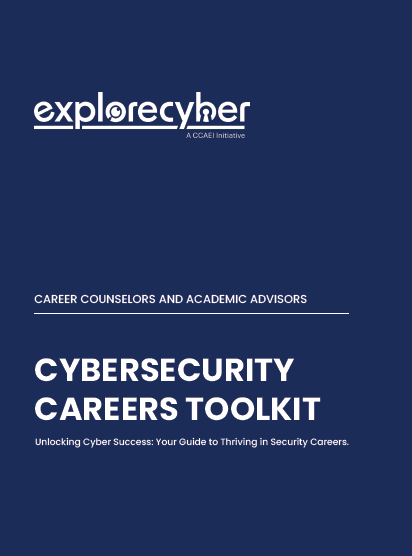 explorecyber
A CCAEI Initiative
CAREER COUNSELORS AND ACADEMIC ADVISORS
CYBERSECURITY
CAREERS TOOLKIT
Unlocking Cyber Success: Your Guide to Thriving in Security Careers.